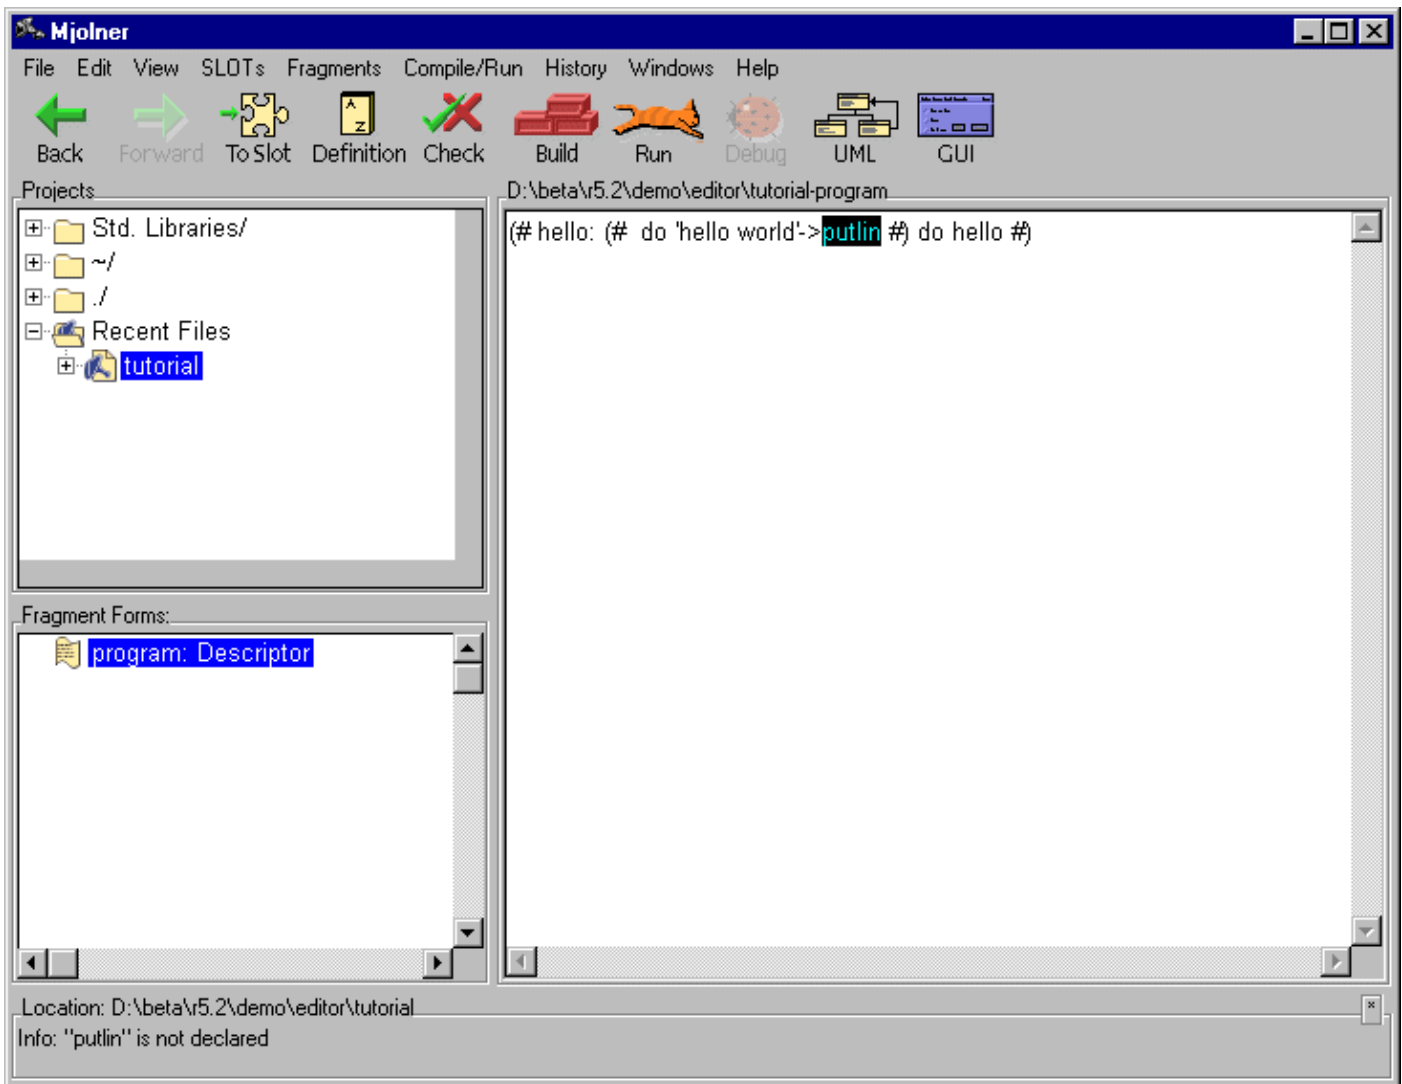 Mjolner
File Edit View SLOTs Fragments Compile/Run History Windows Help
Back Forward To Slot Definition Check Build Run Debug UML GUI
Projects
Std. Libraries/
~/
./
Recent Files
tutorial
Fragment Forms:
program: Descriptor
D:\beta\r5.2\demo\editor\tutorial-program
(# hello: (# do 'hello world'->putlin #) do hello #)
Location: D:\beta\r5.2\demo\editor\tutorial
Info: "putlin" is not declared